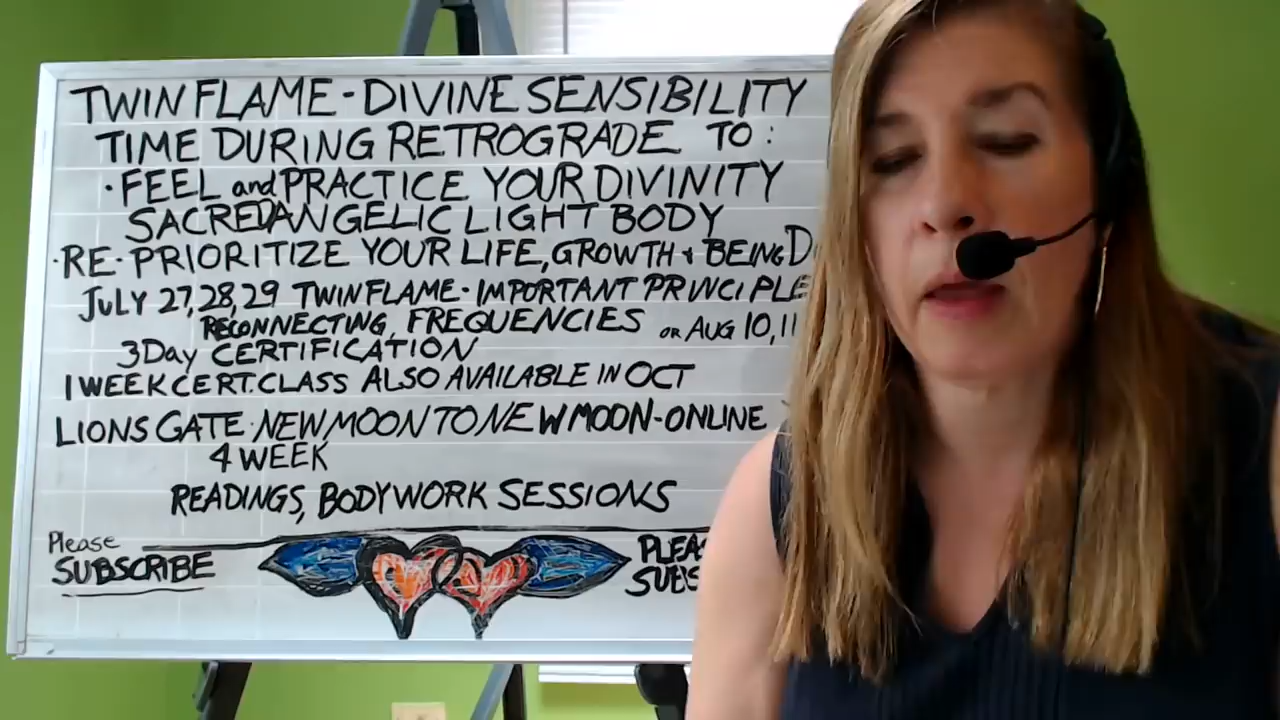 TWIN FLAME - DIVINE SENSIBILITY
TIME DURING RETROGRADE TO:
• FEEL and PRACTICE YOUR DIVINITY
SACRED ANGELIC LIGHT BODY
• RE-PRIORITIZE YOUR LIFE, GROWTH + BEING
JULY 27, 28, 29 TWIN FLAME - IMPORTANT PRINCIPLE
RECONNECTING, FREQUENCIES OR AUG 10, 11
3 Day CERTIFICATION
1 WEEK CERT. CLASS ALSO AVAILABLE IN OCT
LIONS GATE - NEW MOON TO NEW MOON - ONLINE
4 WEEK
READINGS, BODYWORK SESSIONS
Please
SUBSCRIBE